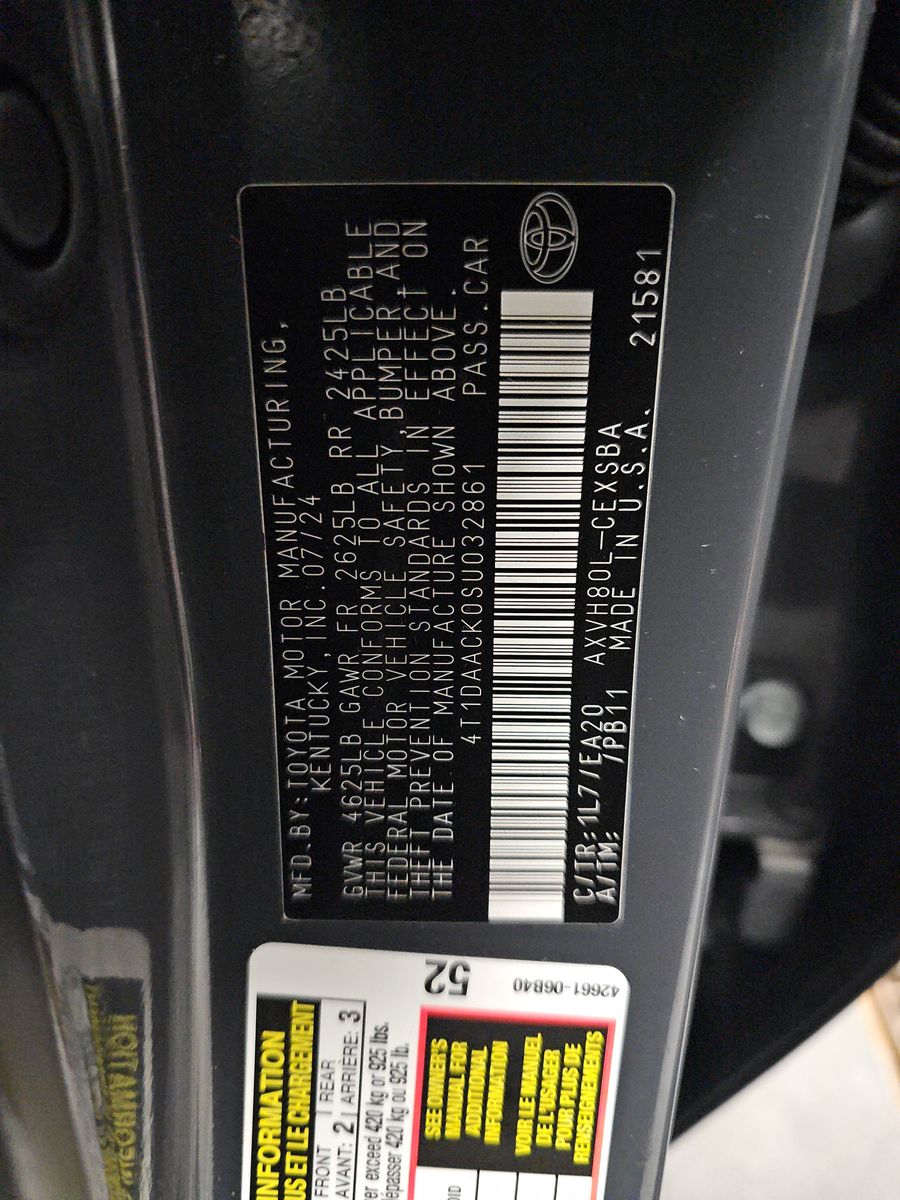 MFD.BY:TOYOTA MOTOR MANUFACTURING,
KENTUCKY, INC.07/24
GVWR 4625LB GAWR FR 2625LB RR 2425LB
THIS VEHICLE CONFORMS TO ALL APPLICABLE
FEDERAL MOTOR VEHICLE SAFETY,BUMPER,AND
THEFT PREVENTION STANDARDS IN EFFECT ON
THE DATE OF MANUFACTURE SHOWN ABOVE.
4T1DAACK0SU032861 PASS.CAR
C/TR:1L7/EA20 AXVH80L-CEXSBA
A/TM: /PB11 MADE IN U.S.A. 21581
52
42661-06B40
INFORMATION
US ET LE CHARGEMENT
FRONT REAR
AVANT: 2 ARRIÈRE: 3
er exceed 420 kg or 925 lbs.
dépasser 420 kg ou 925 lb.
SEE OWNER'S
MANUAL FOR
ADDITIONAL
INFORMATION
VOIR LE MANUEL
DE L'USAGER
POUR PLUS DE
RENSEIGNEMENTS